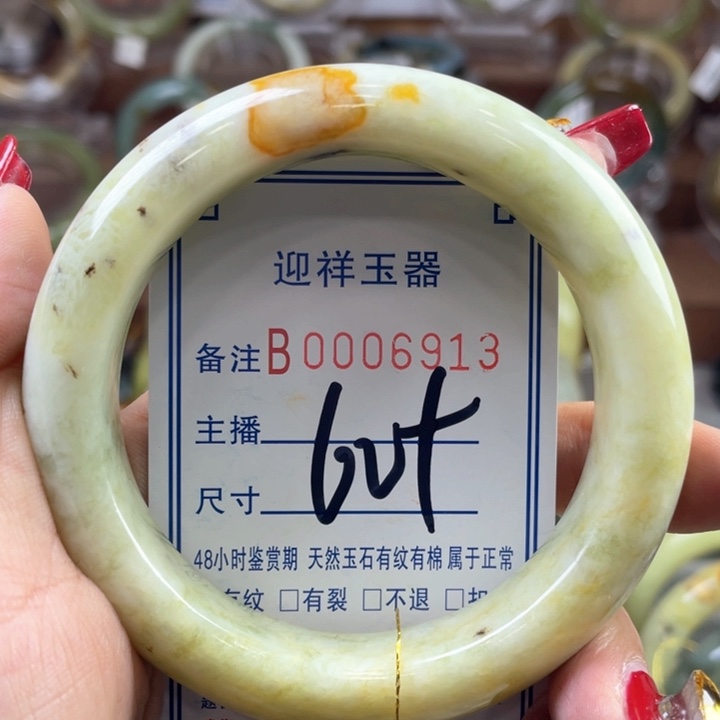 迎祥玉器
备注B0006913
主播
尺寸
48小时鉴赏期 天然玉石有纹有棉 属于正常
有纹 □有裂 □不退 □